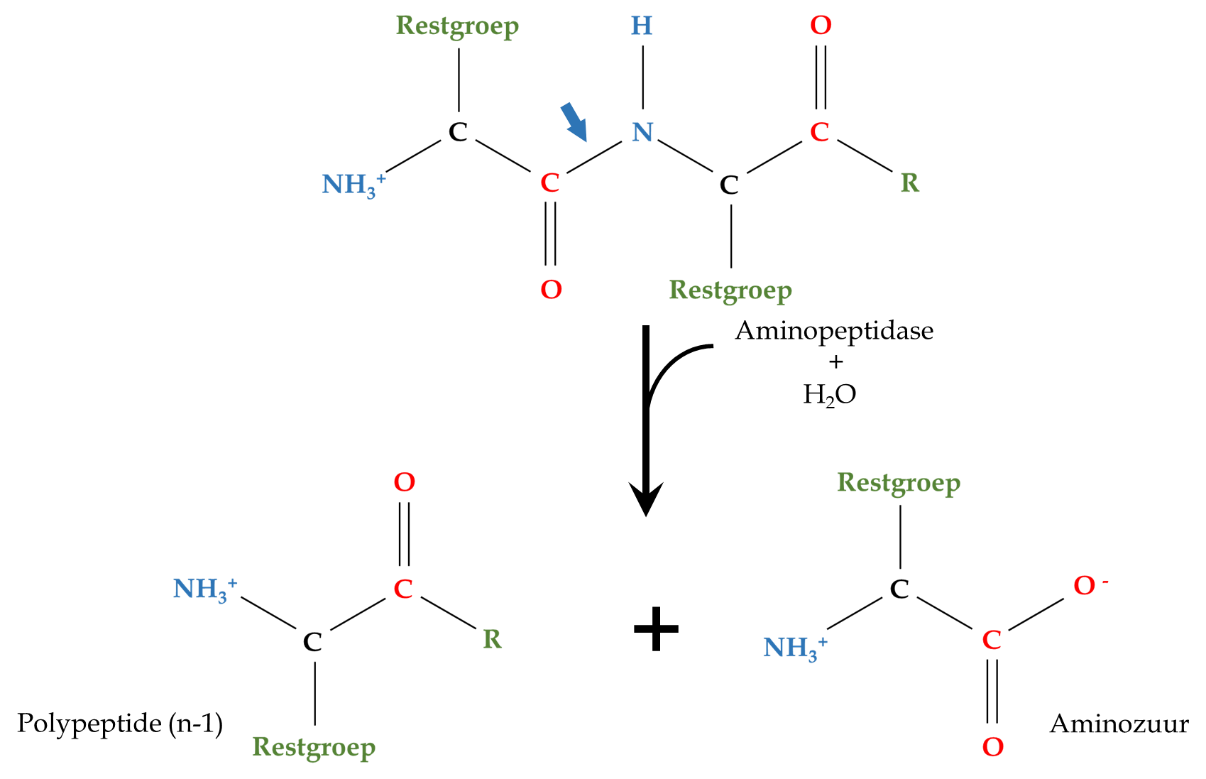 Restgroep H O
C N C
NH₃⁺ C C R
O Restgroep
Aminopeptidase
+
H₂O
O Restgroep
NH₃⁺ C C O -
C + NH₃⁺ C
R
Polypeptide (n-1) Aminozuur
Restgroep O